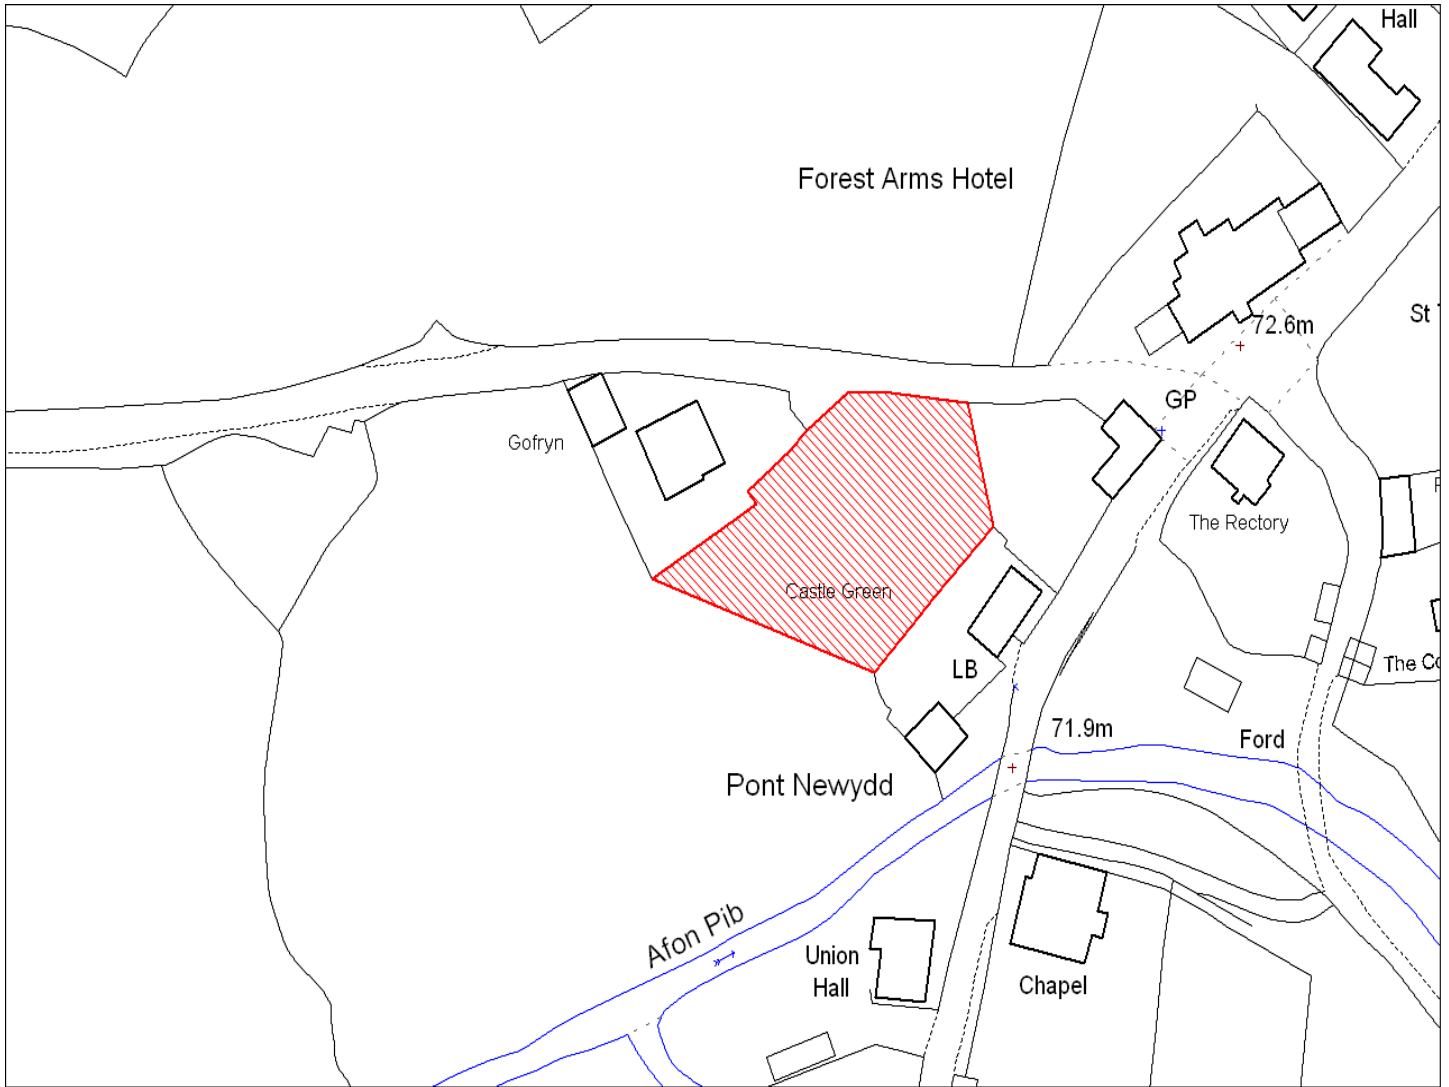 Hall
Forest Arms Hotel
St
72.6m
GP
Gofryn
The Rectory
Castle Green
The
LB
71.9m
Ford
Pont Newydd
Afon Pib
Union
Hall
Chapel